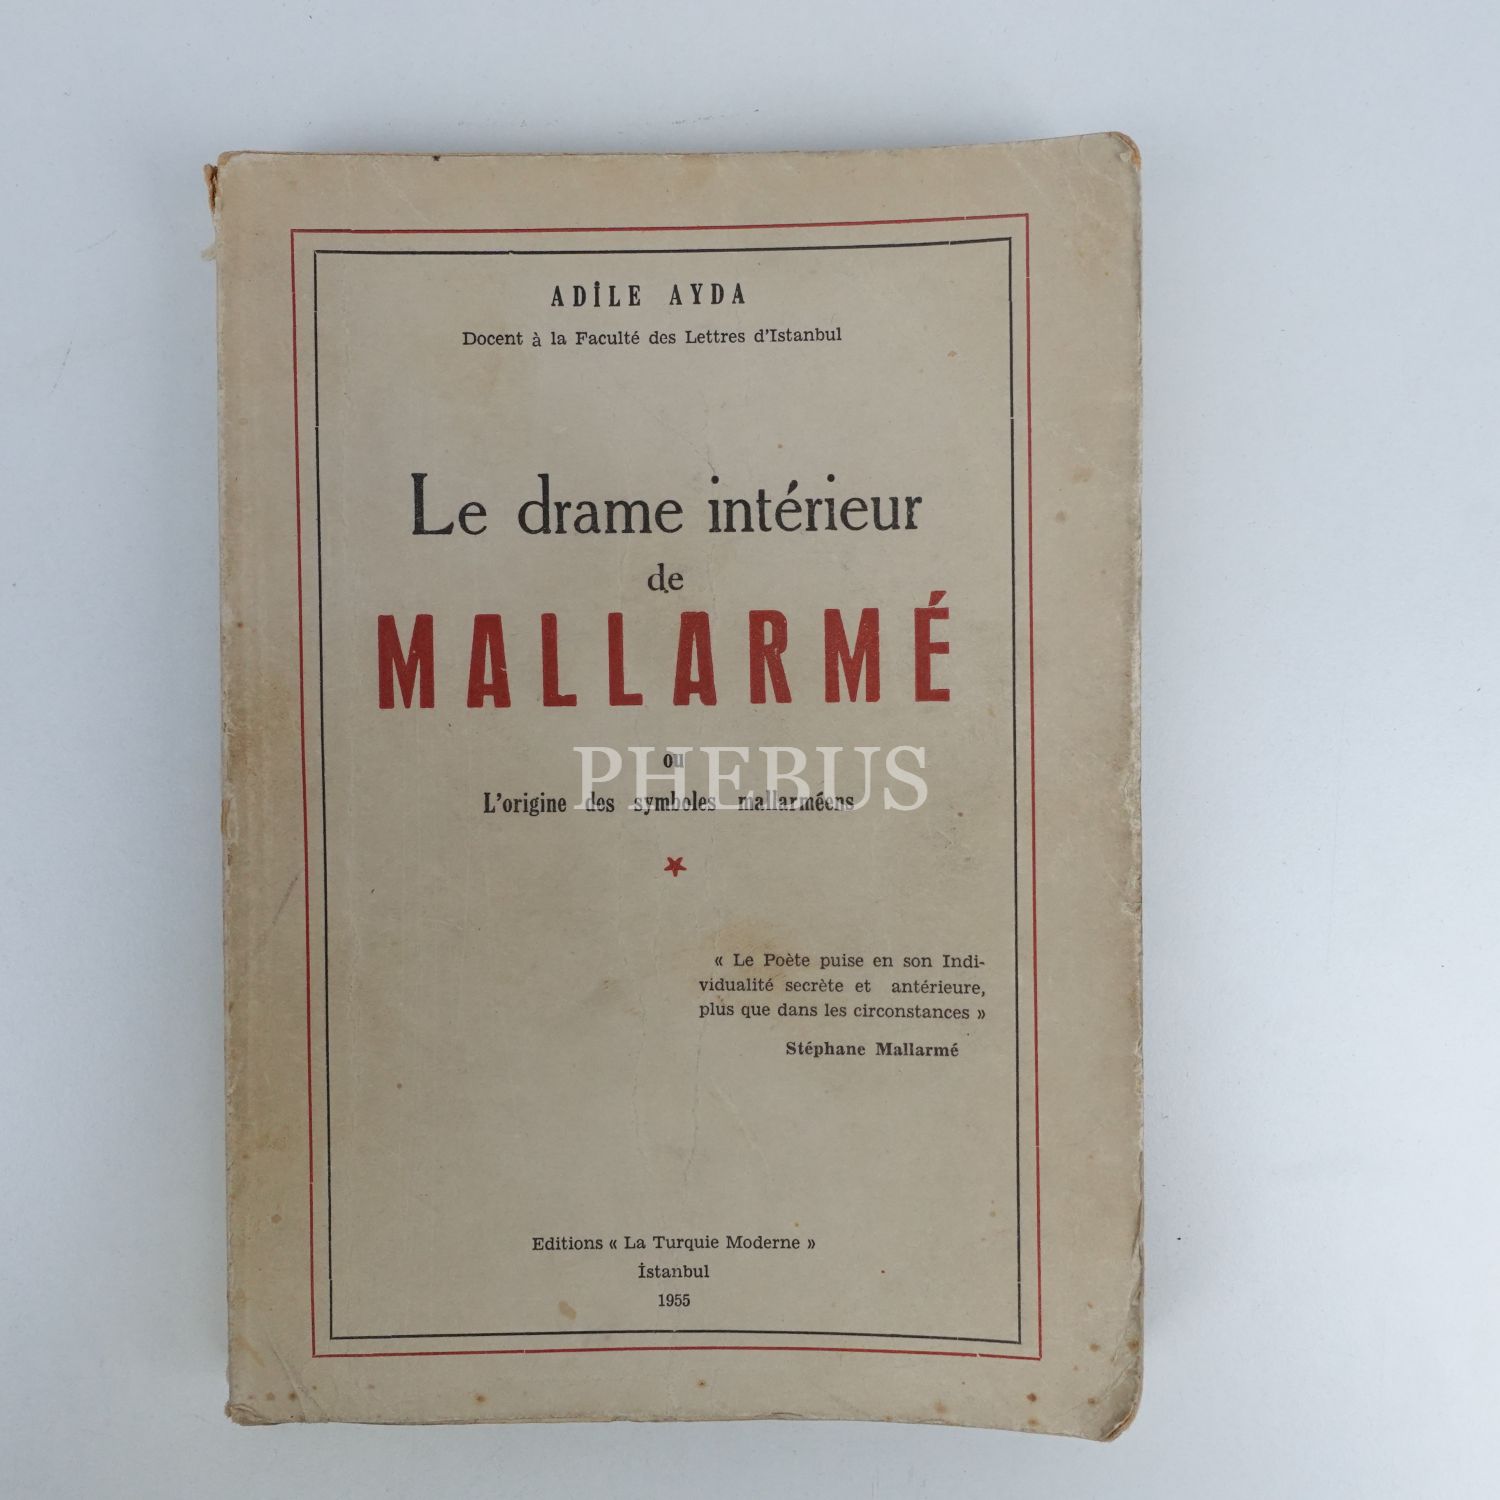 ADİLE AYDA
Docent à la Faculté des Lettres d'Istanbul
Le drame intérieur
de
MALLARMÉ
ou
PHEBUS
L'origine des symboles mallarméens
« Le Poète puise en son Indi-
vidualité secrète et antérieure,
plus que dans les circonstances »
Stéphane Mallarmé
Editions « La Turquie Moderne »
İstanbul
1955